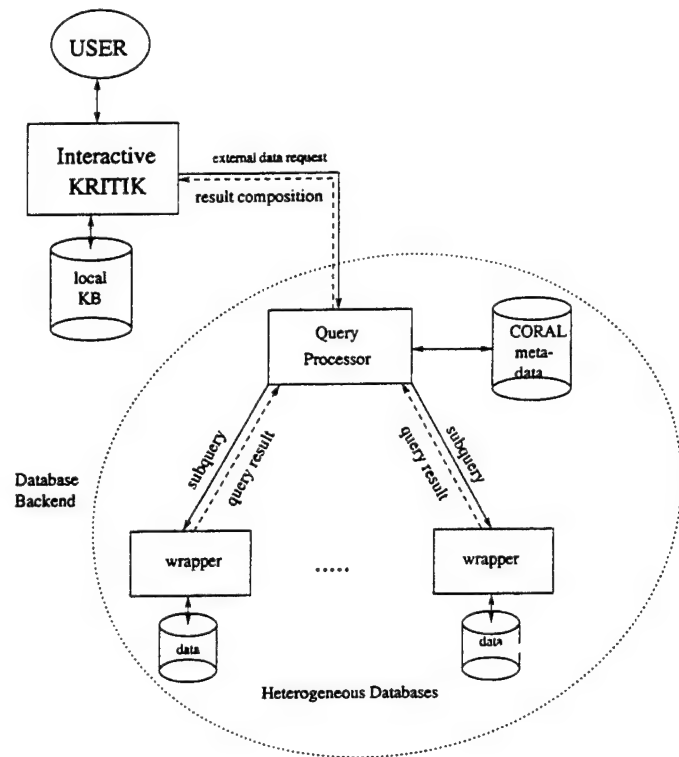 USER
Interactive
KRITIK
external data request
result composition
local
KB
Query
Processor
CORAL
meta-
data
subquery
query result
query result
subquery
Database
Backend
wrapper
.....
wrapper
data
data
Heterogeneous Databases